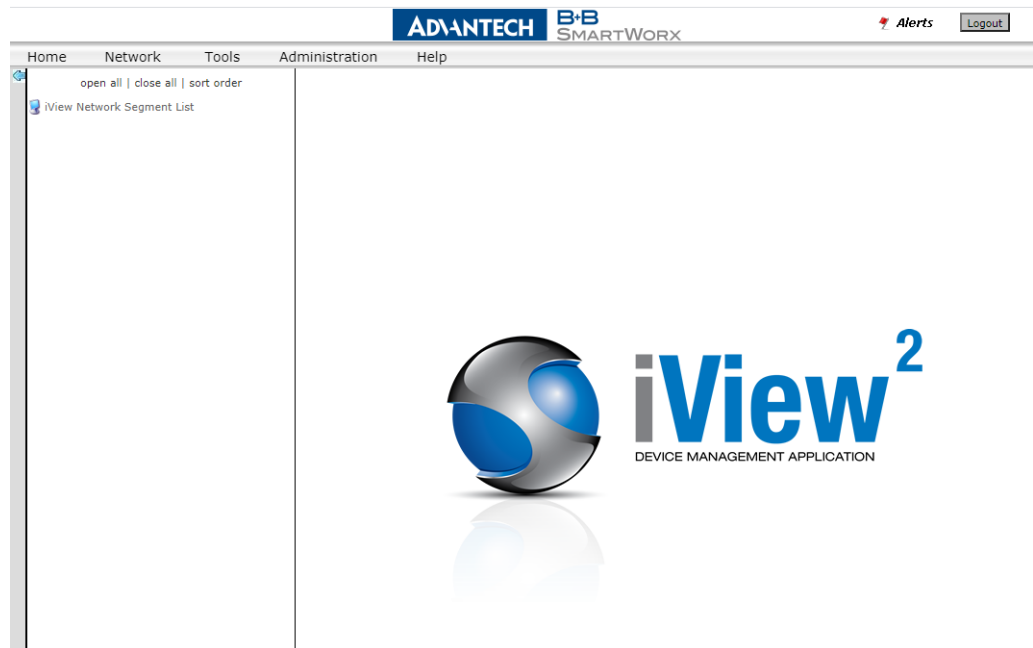 ADVANTECH B+B SMARTWORX Alerts Logout
Home Network Tools Administration Help
open all | close all | sort order
iView Network Segment List
iView 2
DEVICE MANAGEMENT APPLICATION